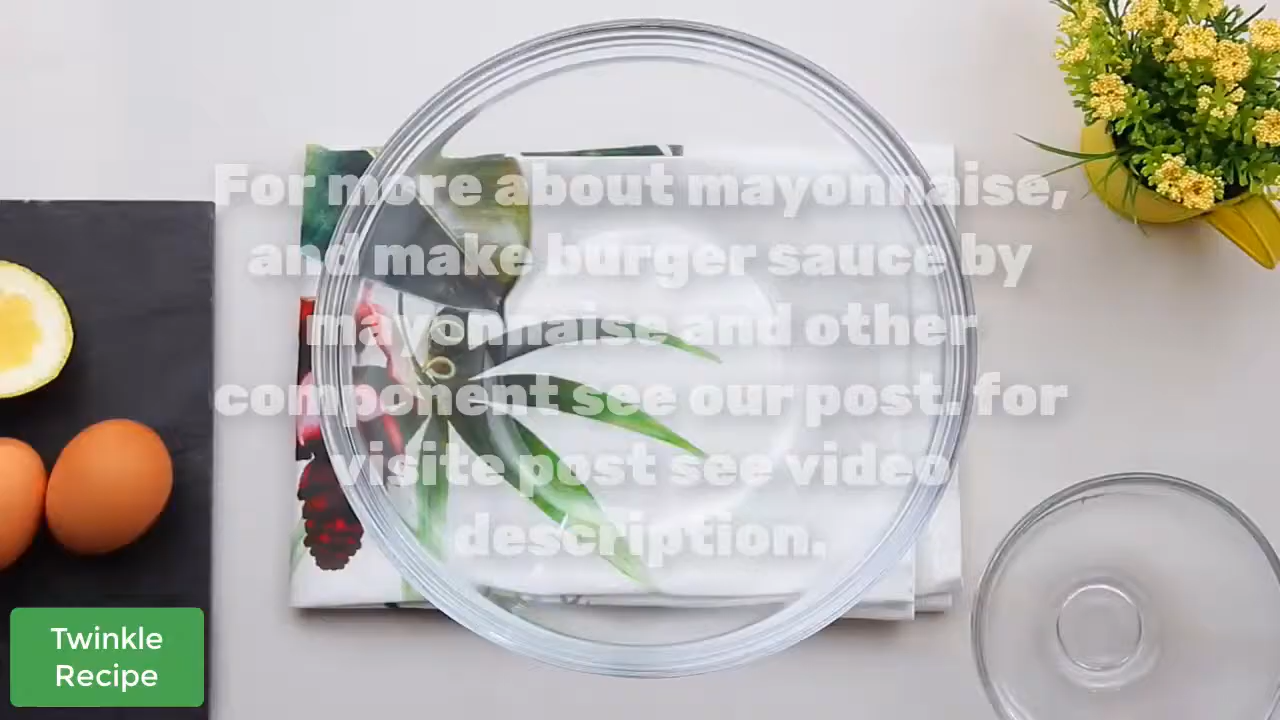 For more about mayonnaise,
and make burger sauce by
mayonnaise and other
component see our post. for
visite post see video
description.
Twinkle
Recipe